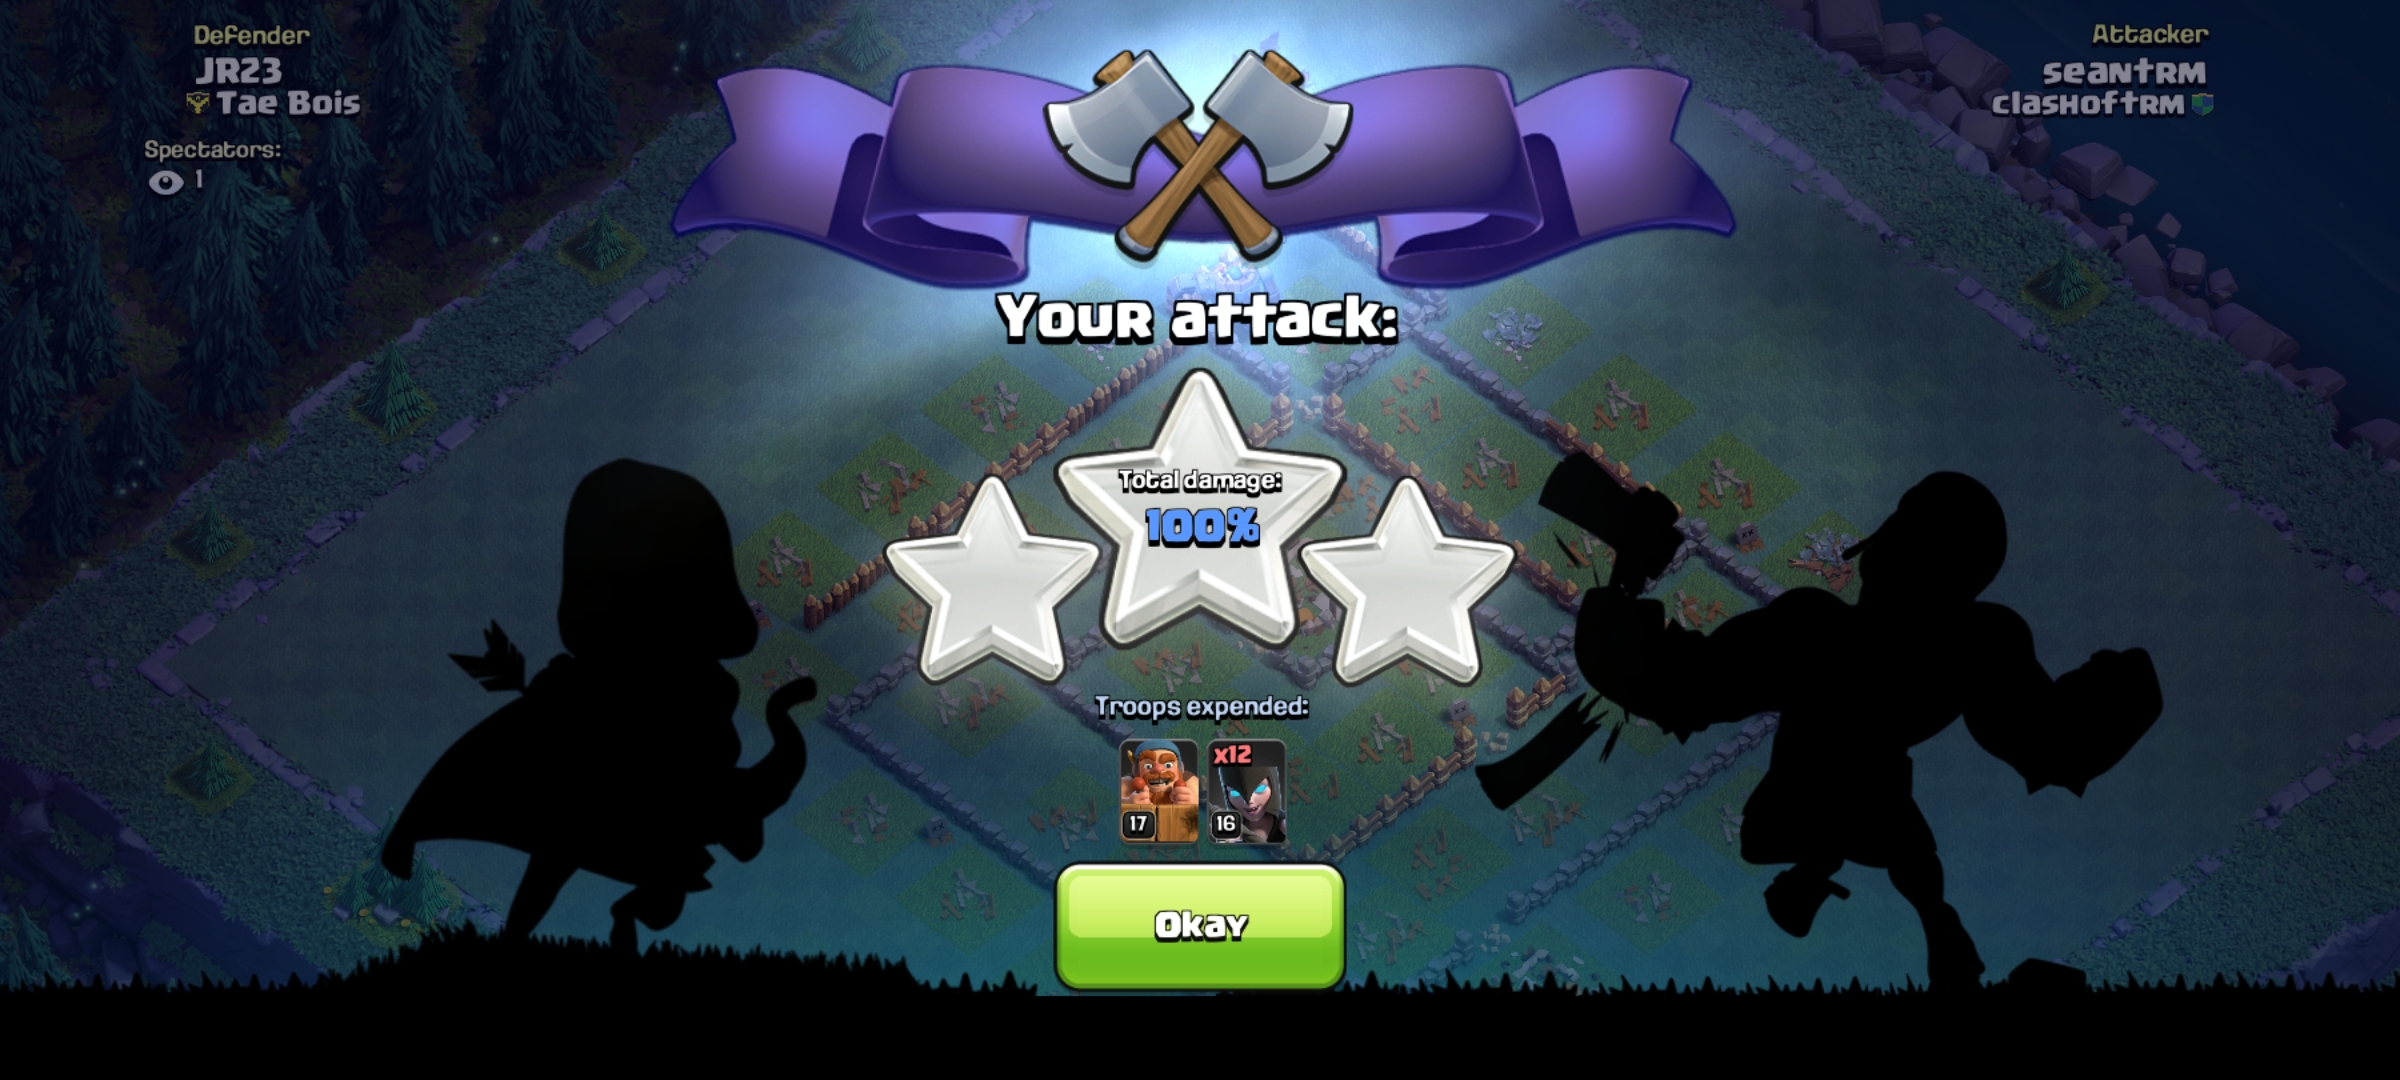 Defender
JR23
Tae Bois
Spectators:
1
Attacker
seantrm
clashoftrm
Your attack:
Total damage:
100%
Troops expended:
17
x12
16
Okay